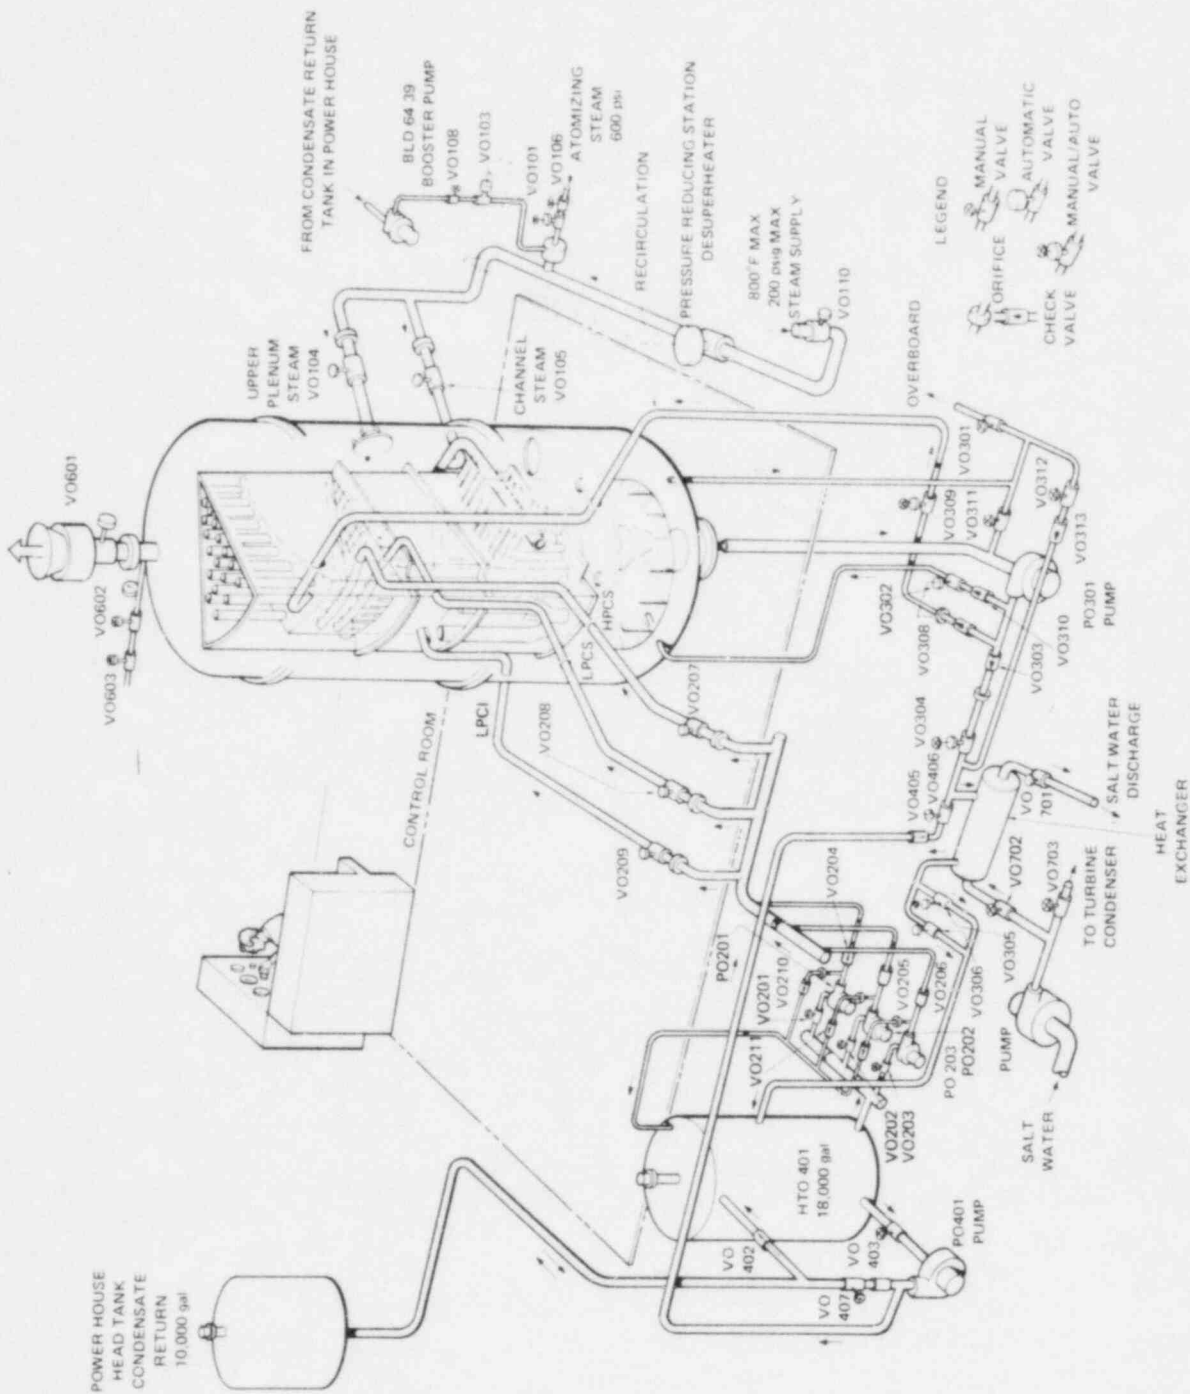 POWER HOUSE
HEAD TANK
CONDENSATE
RETURN
10,000 gal
VO603
VO602
VO601
UPPER
PLENUM
STEAM
VO104
FROM CONDENSATE RETURN
TANK IN POWER HOUSE
BLD 64 39
BOOSTER PUMP
VO108
VO103
VO101
VO106
ATOMIZING
STEAM
600 psi
CHANNEL
STEAM
VO105
RECIRCULATION
PRESSURE REDUCING STATION
DESUPERHEATER
800°F MAX
200 psig MAX
STEAM SUPPLY
VO110
CONTROL ROOM
LPCI
LPCS
HPCS
VO207
VO208
VO209
OVERBOARD
VO301
VO312
VO309
VO311
VO313
VO302
VO308
VO310
VO303
PO301
PUMP
VO304
VO405
VO406
VO
701
SALT WATER
DISCHARGE
HEAT
EXCHANGER
VO702
VO703
TO TURBINE
CONDENSER
VO305
VO306
VO206
VO205
VO204
PO201
VO210
VO201
VO211
PO 203
PO202
PUMP
VO202
VO203
SALT
WATER
HTO 401
18,000 gal
VO
402
VO
403
VO
407
PO401
PUMP
LEGEND
ORIFICE
MANUAL
VALVE
CHECK
VALVE
AUTOMATIC
VALVE
MANUAL/AUTO
VALVE